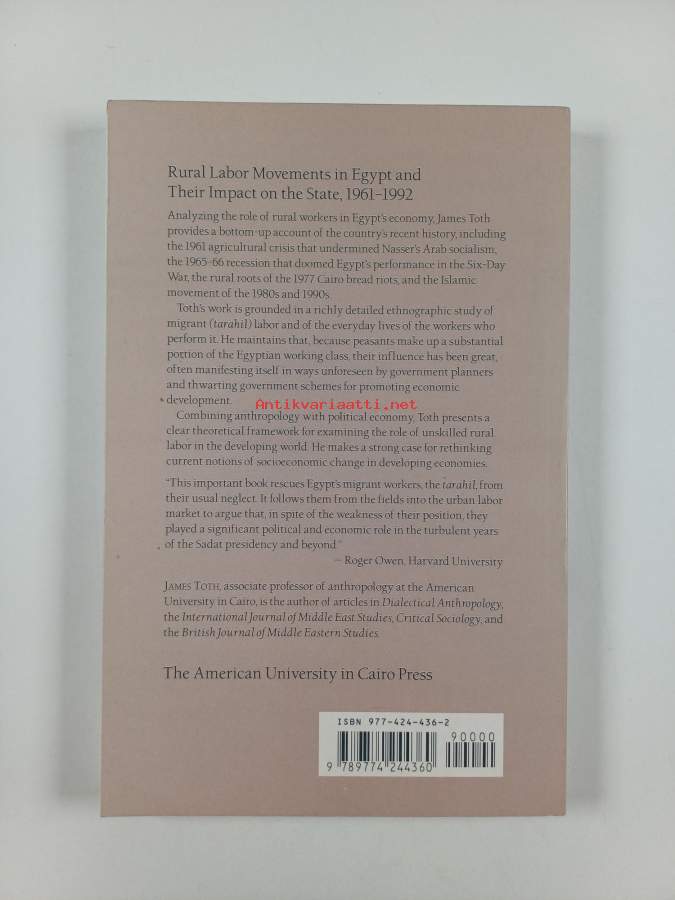 Rural Labor Movements in Egypt and
Their Impact on the State, 1961–1992
Analyzing the role of rural workers in Egypt's economy, James Toth
provides a bottom-up account of the country's recent history, including
the 1961 agricultural crisis that undermined Nasser's Arab socialism,
the 1965–66 recession that doomed Egypt's performance in the Six-Day
War, the rural roots of the 1977 Cairo bread riots, and the Islamic
movement of the 1980s and 1990s.
Toth's work is grounded in a richly detailed ethnographic study of
migrant (tarahil) labor and of the everyday lives of the workers who
perform it. He maintains that, because peasants make up a substantial
portion of the Egyptian working class, their influence has been great,
often manifesting itself in ways unforeseen by government planners
and thwarting government schemes for promoting economic
development.
Antikvariaatti.net
Combining anthropology with political economy, Toth presents a
clear theoretical framework for examining the role of unskilled rural
labor in the developing world. He makes a strong case for rethinking
current notions of socioeconomic change in developing economies.
"This important book rescues Egypt's migrant workers, the tarahil, from
their usual neglect. It follows them from the fields into the urban labor
market to argue that, in spite of the weakness of their position, they
played a significant political and economic role in the turbulent years
of the Sadat presidency and beyond."
— Roger Owen, Harvard University
James Toth, associate professor of anthropology at the American
University in Cairo, is the author of articles in Dialectical Anthropology,
the International Journal of Middle East Studies, Critical Sociology, and
the British Journal of Middle Eastern Studies.
The American University in Cairo Press
ISBN 977-424-436-2
90000
9 789774 244360